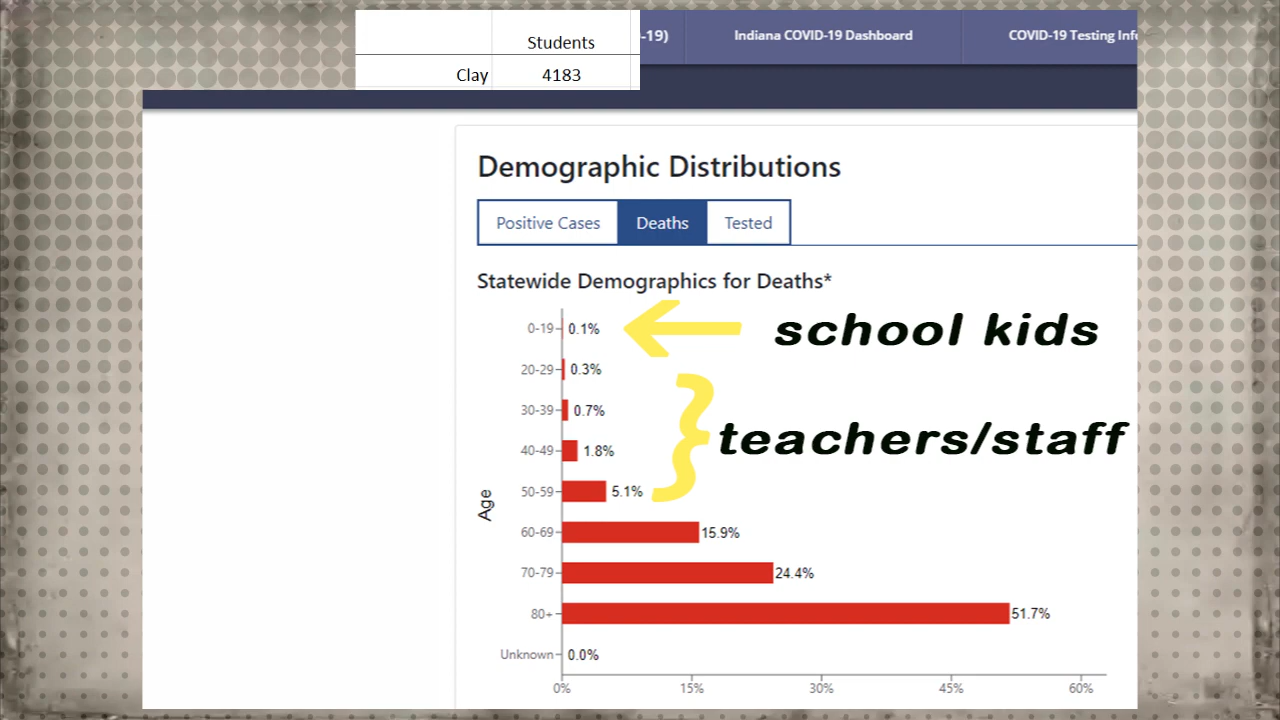 Students
Clay 4183
-19) Indiana COVID-19 Dashboard COVID-19 Testing Info
Demographic Distributions
Positive Cases Deaths Tested
Statewide Demographics for Deaths*
0-19 0.1% school kids
20-29 0.3%
30-39 0.7%
40-49 1.8% teachers/staff
50-59 5.1%
Age
60-69 15.9%
70-79 24.4%
80+ 51.7%
Unknown 0.0%
0% 15% 30% 45% 60%